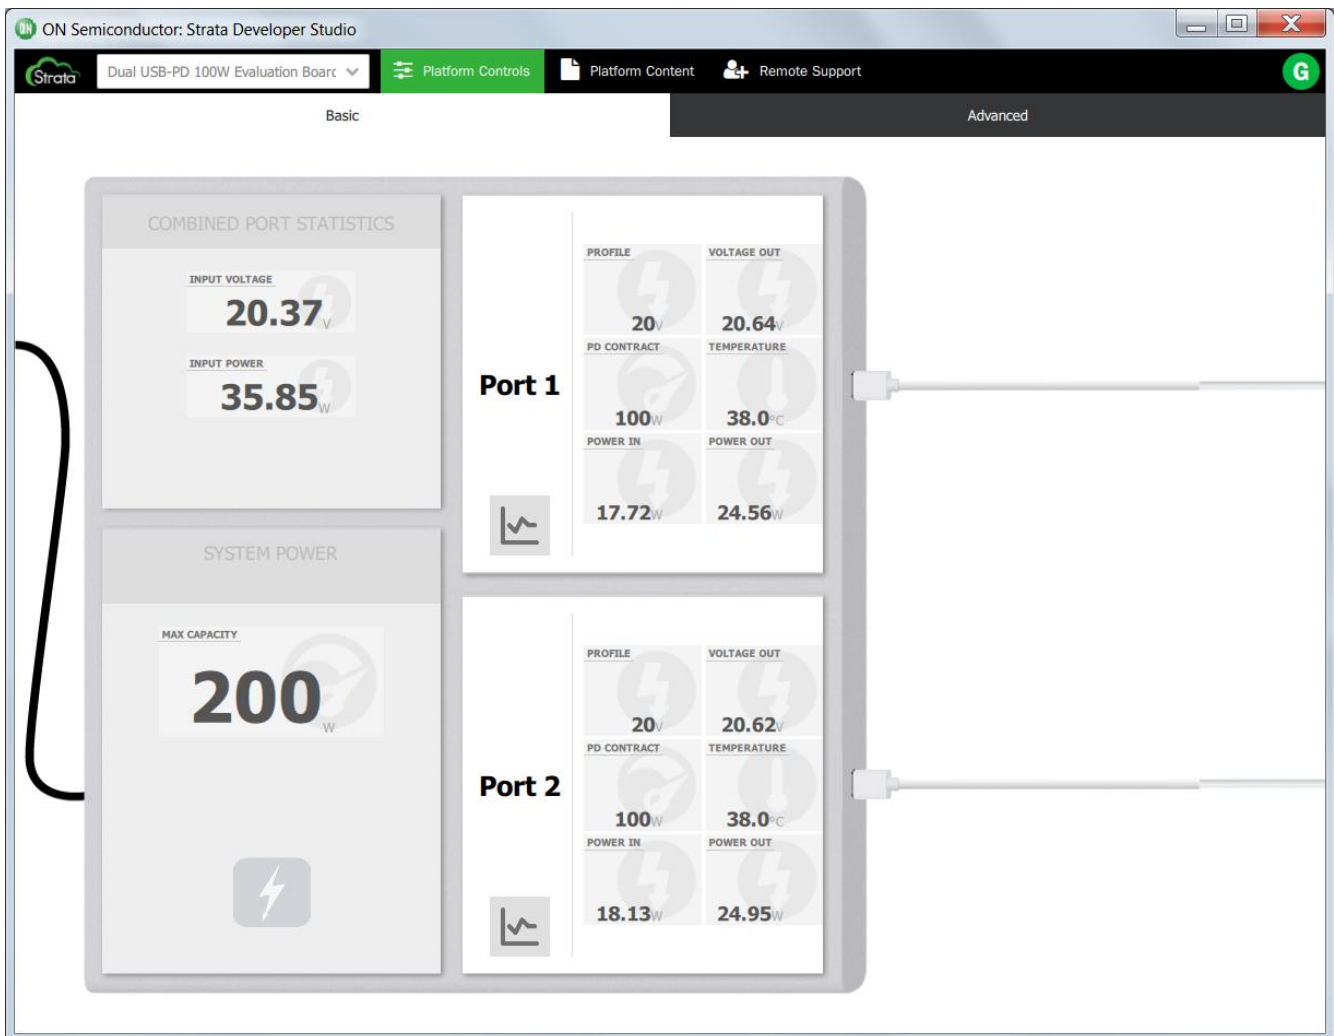 ON Semiconductor: Strata Developer Studio
Strata
Dual USB-PD 100W Evaluation Boarc
Platform Controls
Platform Content
Remote Support
G
Basic
Advanced
COMBINED PORT STATISTICS
INPUT VOLTAGE
20.37V
INPUT POWER
35.85W
SYSTEM POWER
MAX CAPACITY
200W
Port 1
PROFILE
20V
VOLTAGE OUT
20.64V
PD CONTRACT
100W
TEMPERATURE
38.0°C
POWER IN
17.72W
POWER OUT
24.56W
Port 2
PROFILE
20V
VOLTAGE OUT
20.62V
PD CONTRACT
100W
TEMPERATURE
38.0°C
POWER IN
18.13W
POWER OUT
24.95W